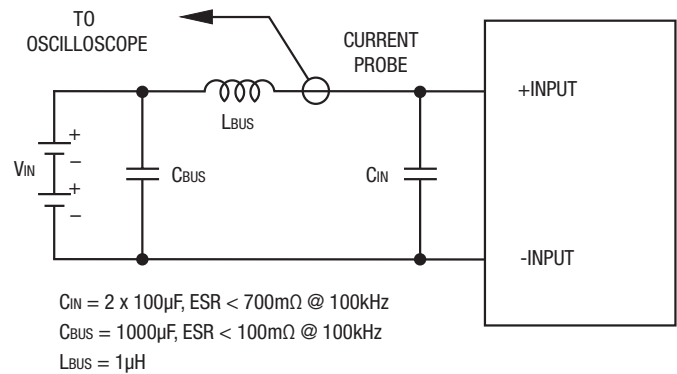 TO
OSCILLOSCOPE
CURRENT
PROBE
+INPUT
LBUS
+
−
VIN
+
−
CBUS
CIN
-INPUT
CIN = 2 x 100µF, ESR < 700mΩ @ 100kHz
CBUS = 1000µF, ESR < 100mΩ @ 100kHz
LBUS = 1µH